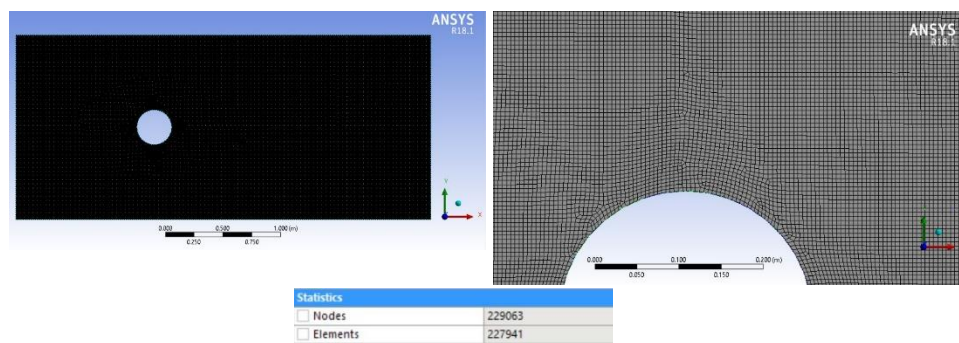 ANSYS
R18.1
Y
X
0.000 0.500 1.000 (m)
0.250 0.750
ANSYS
R18.1
0.000 0.100 0.200 (m)
0.050 0.150
Statistics
Nodes 229063
Elements 227941